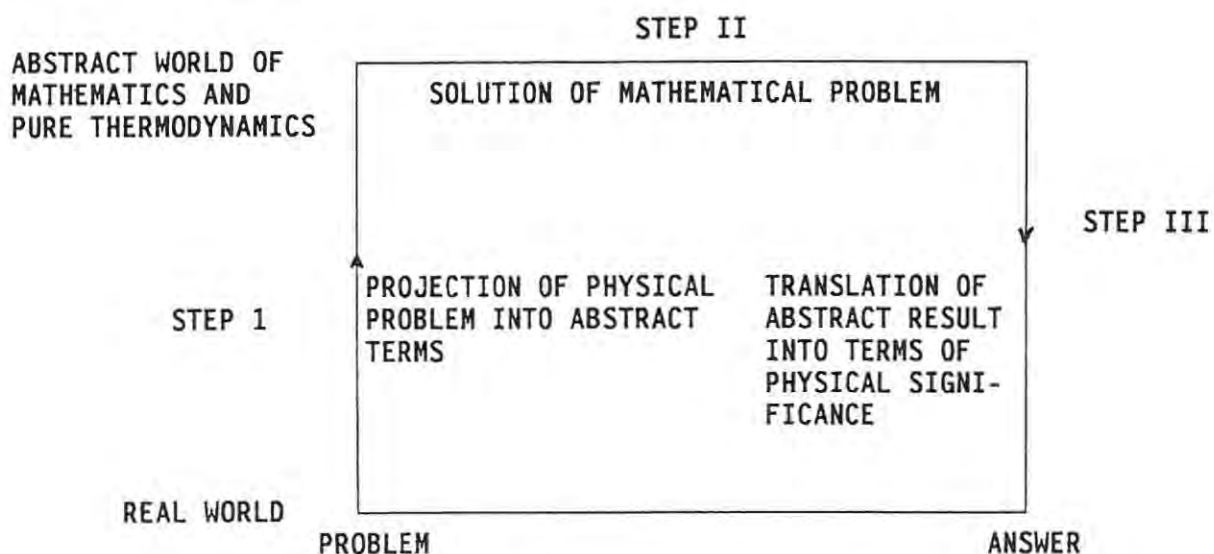 STEP II
ABSTRACT WORLD OF
MATHEMATICS AND
PURE THERMODYNAMICS
SOLUTION OF MATHEMATICAL PROBLEM
STEP III
STEP 1
PROJECTION OF PHYSICAL
PROBLEM INTO ABSTRACT
TERMS
TRANSLATION OF
ABSTRACT RESULT
INTO TERMS OF
PHYSICAL SIGNI-
FICANCE
REAL WORLD
PROBLEM
ANSWER